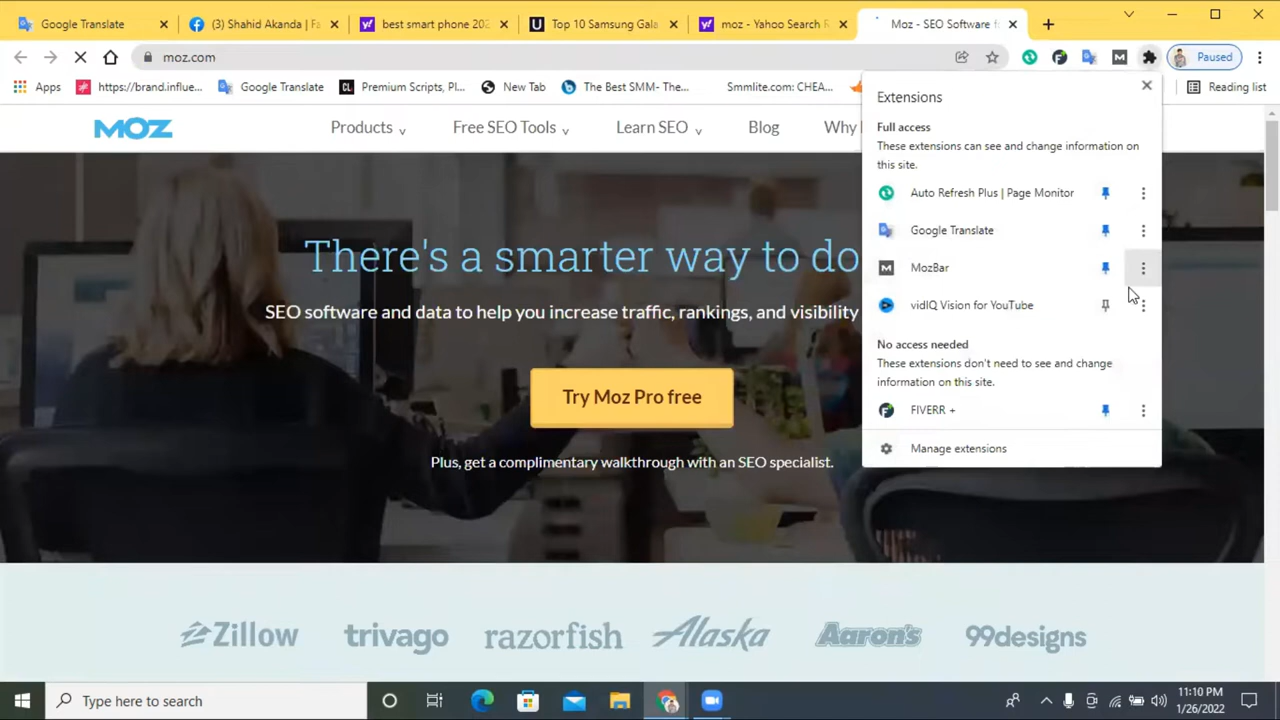 Google Translate
(3) Shahid Akanda | Fa
best smart phone 202
Top 10 Samsung Gala
moz - Yahoo Search R
Moz - SEO Software f
moz.com
Paused
Apps
https://brand.influe...
Google Translate
Premium Scripts, Pl...
New Tab
The Best SMM- The...
Smmlite.com: CHEA...
Reading list
MOZ
Products
Free SEO Tools
Learn SEO
Blog
Why
There's a smarter way to do
SEO software and data to help you increase traffic, rankings, and visibility
Try Moz Pro free
Plus, get a complimentary walkthrough with an SEO specialist.
Extensions
Full access
These extensions can see and change information on
this site.
Auto Refresh Plus | Page Monitor
Google Translate
MozBar
vidIQ Vision for YouTube
No access needed
These extensions don't need to see and change
information on this site.
FIVERR +
Manage extensions
Zillow
trivago
razorfish
Alaska
Aaron's
99designs
Type here to search
11:10 PM
1/26/2022